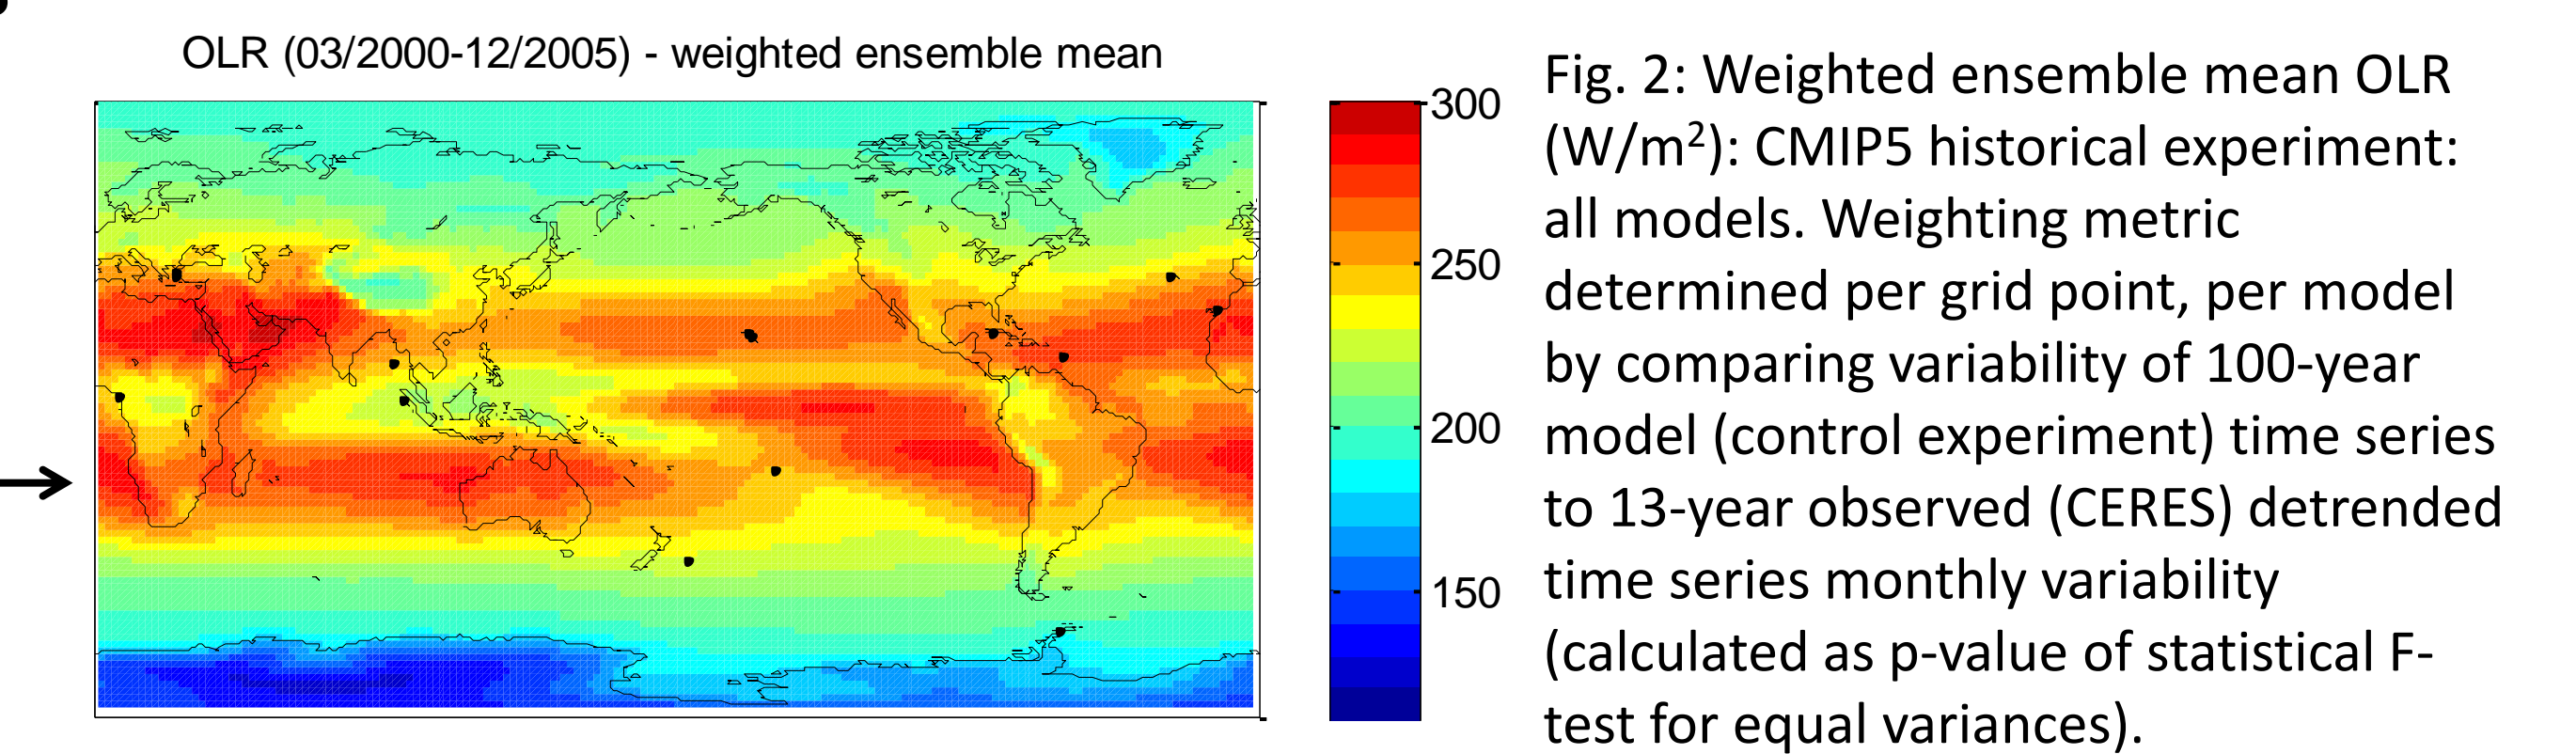 OLR (03/2000-12/2005) - weighted ensemble mean
300
250
200
150
Fig. 2: Weighted ensemble mean OLR
(W/m²): CMIP5 historical experiment:
all models. Weighting metric
determined per grid point, per model
by comparing variability of 100-year
model (control experiment) time series
to 13-year observed (CERES) detrended
time series monthly variability
(calculated as p-value of statistical F-
test for equal variances).